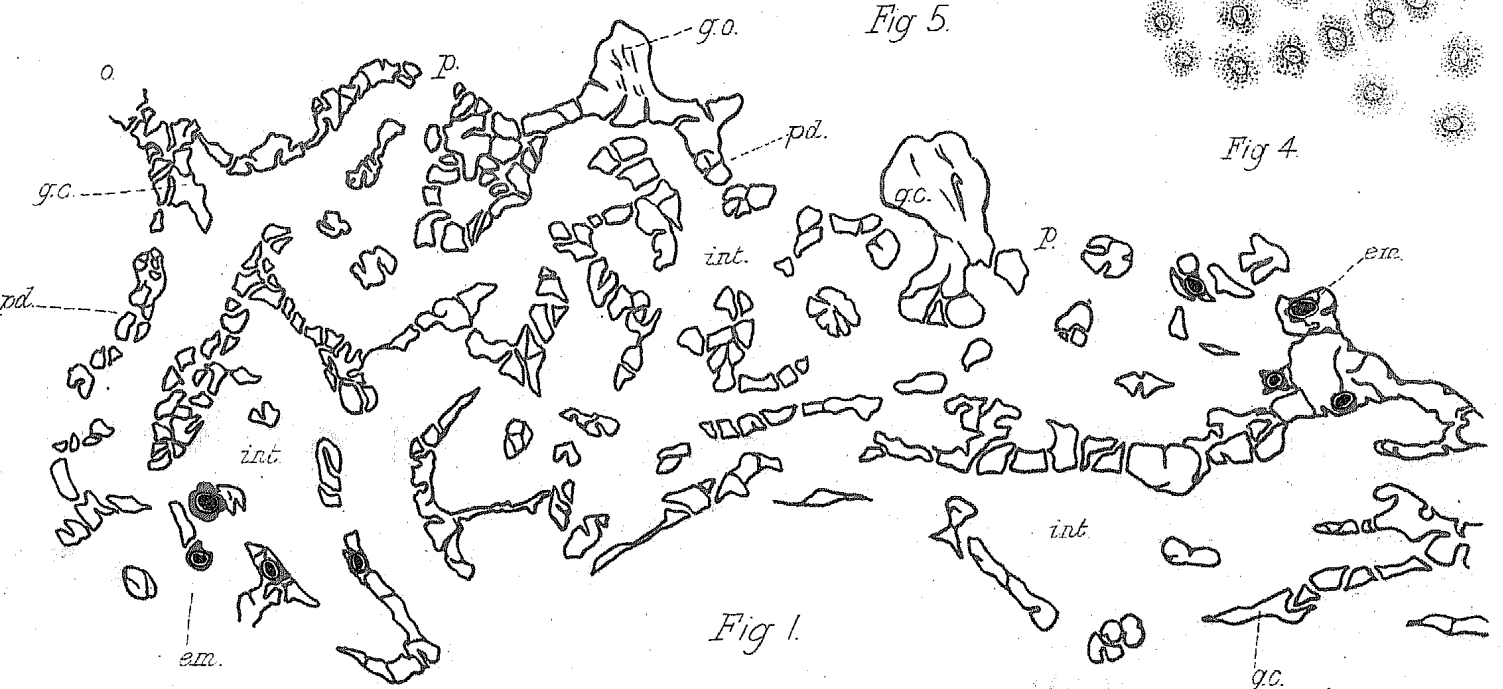 Fig 5.
g.o.
o.
p.
pd.
Fig 4.
g.c.
g.c.
int.
p.
em.
pd.
int.
int.
Fig 1.
em.
g.c.